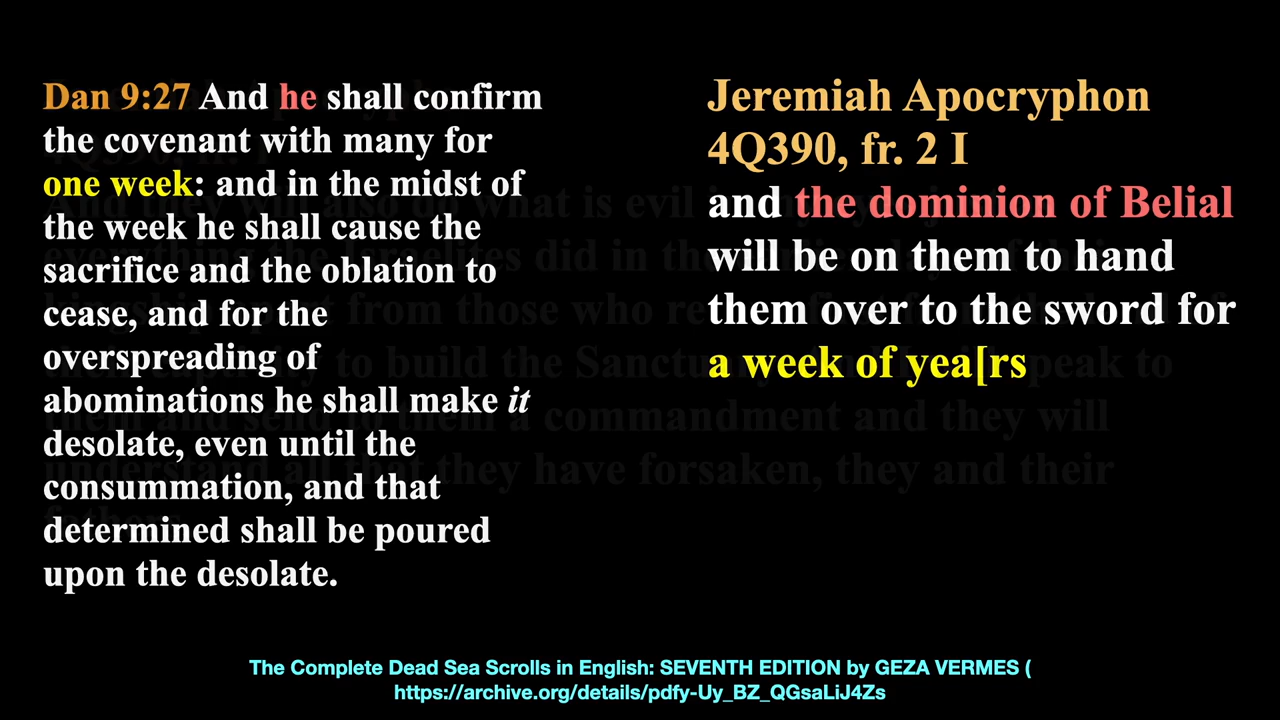 Dan 9:27 And he shall confirm
the covenant with many for
one week: and in the midst of
the week he shall cause the
sacrifice and the oblation to
cease, and for the
overspreading of
abominations he shall make it
desolate, even until the
consummation, and that
determined shall be poured
upon the desolate.
Jeremiah Apocryphon
4Q390, fr. 2 I
and the dominion of Belial
will be on them to hand
them over to the sword for
a week of yea[rs
The Complete Dead Sea Scrolls in English: SEVENTH EDITION by GEZA VERMES (
https://archive.org/details/pdfy-Uy_BZ_QGsaLiJ4Zs